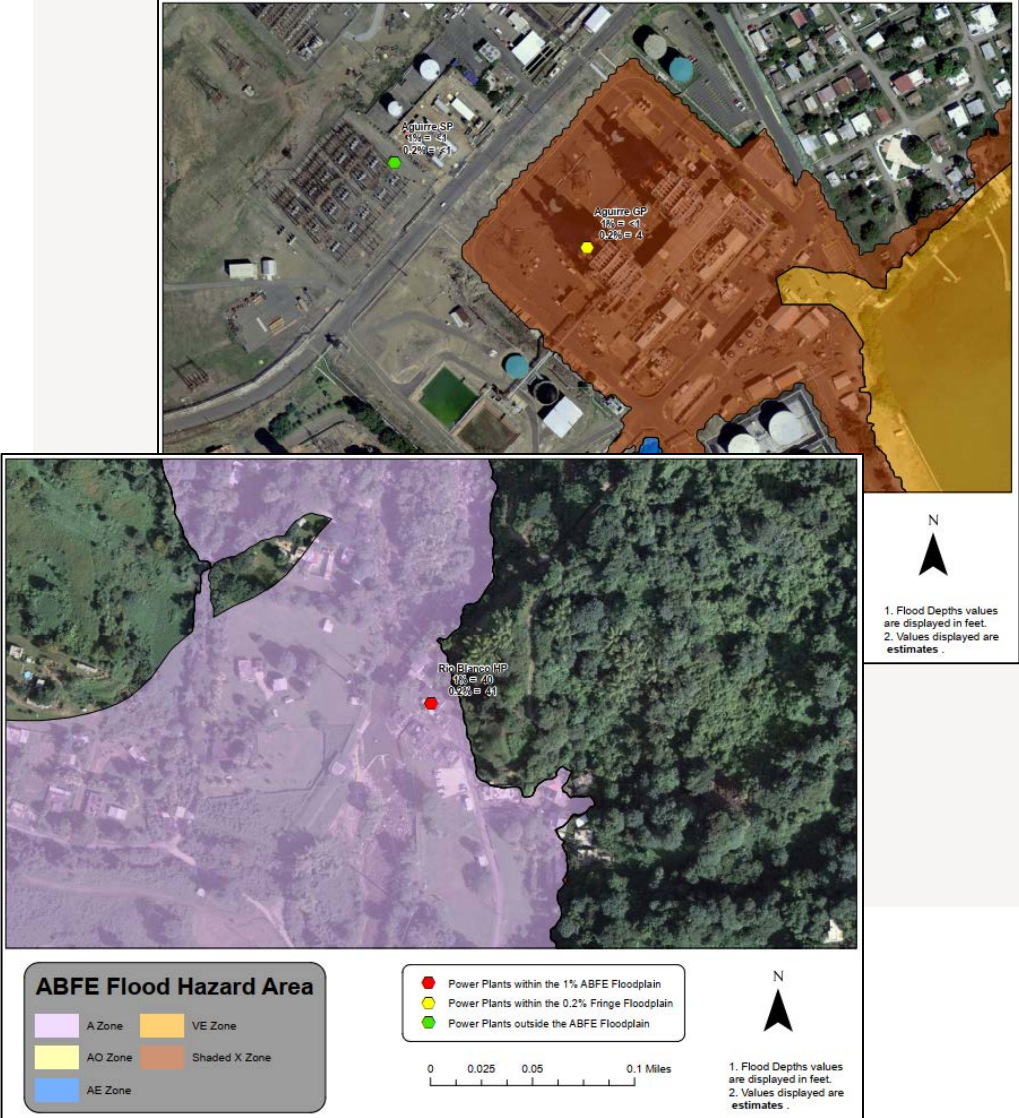 Aguirre SP
1% = <1
0.2% = <1
Aguirre GP
1% = <1
0.2% = 4
N
1. Flood Depths values
are displayed in feet.
2. Values displayed are
estimates .
Rio Blanco HP
1% = 40
0.2% = 41
ABFE Flood Hazard Area
A Zone
VE Zone
AO Zone
Shaded X Zone
AE Zone
Power Plants within the 1% ABFE Floodplain
Power Plants within the 0.2% Fringe Floodplain
Power Plants outside the ABFE Floodplain
0 0.025 0.05 0.1 Miles
N
1. Flood Depths values
are displayed in feet.
2. Values displayed are
estimates .